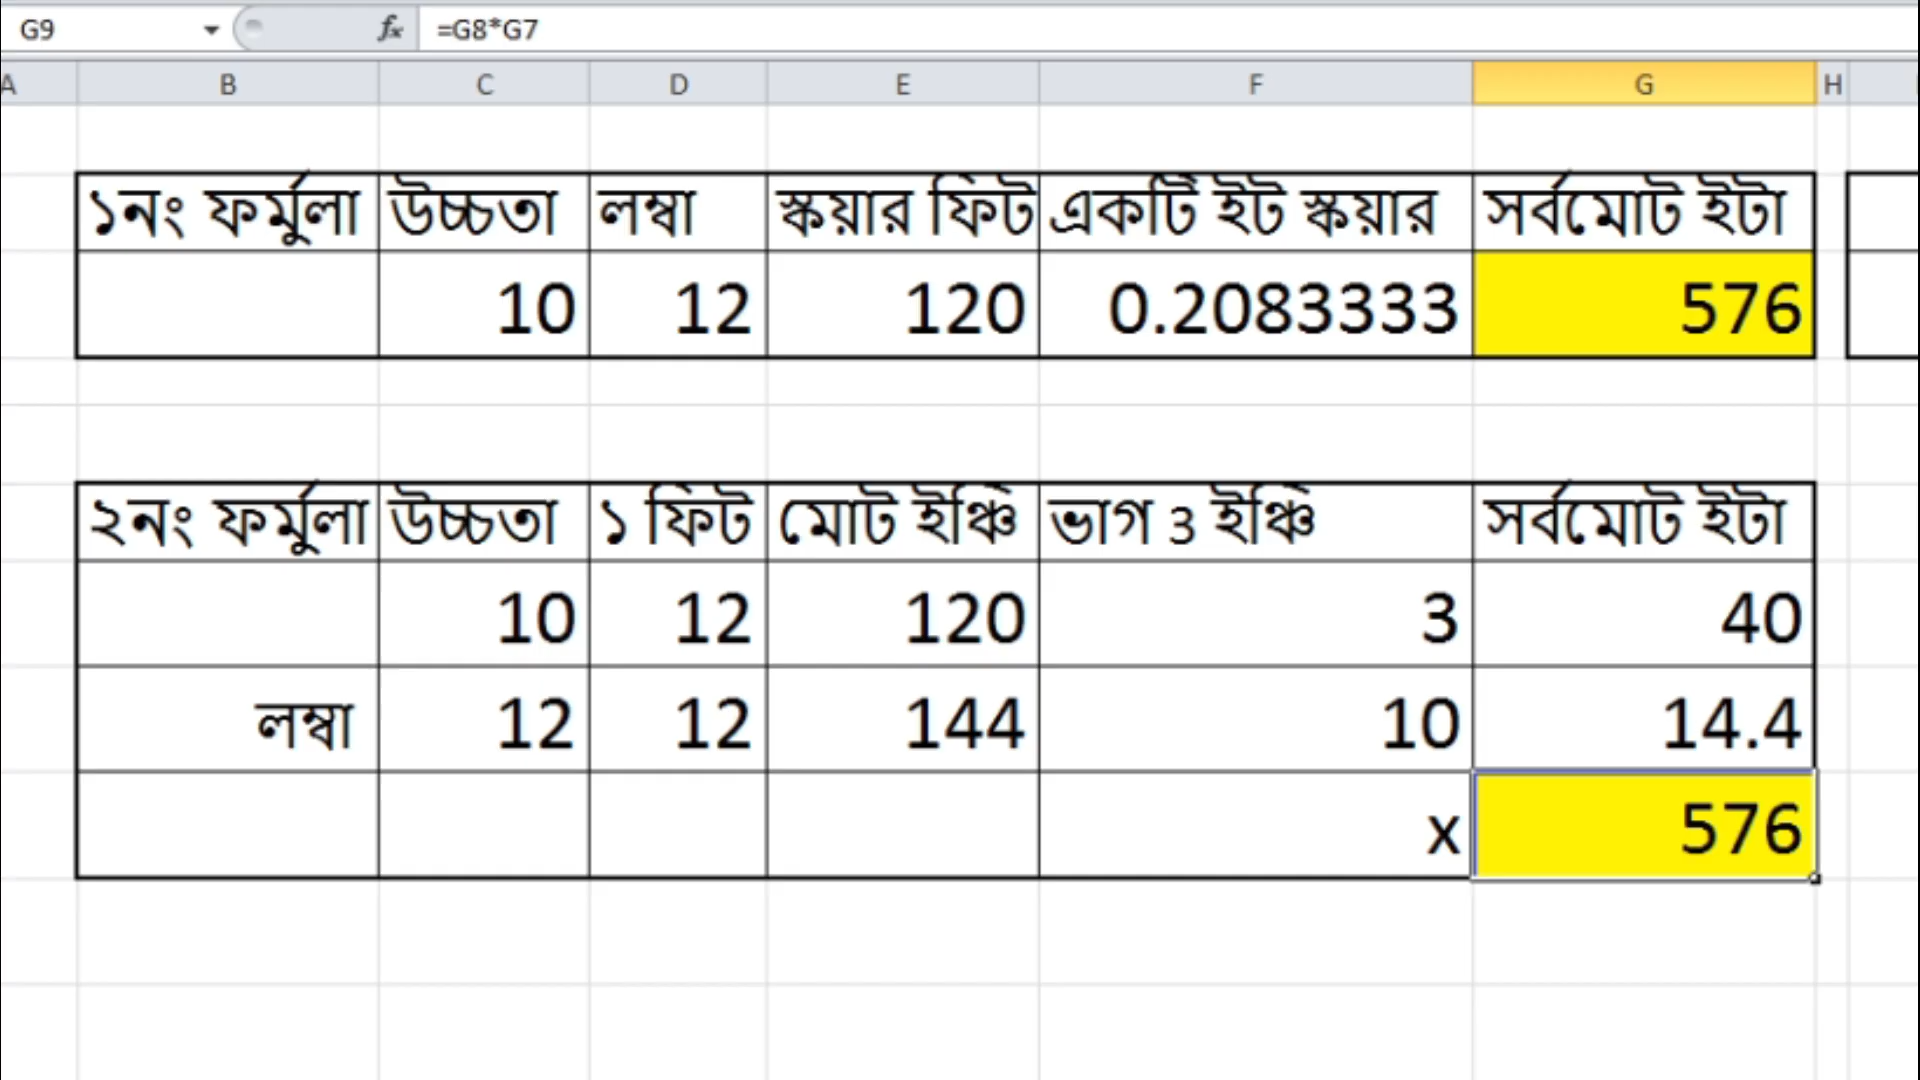 G9 fx =G8*G7
A B C D E F G H
১নং ফর্মুলা উচ্চতা লম্বা স্কয়ার ফিট একটি ইট স্কয়ার সর্বমোট ইটা
10 12 120 0.2083333 576
২নং ফর্মুলা উচ্চতা ১ ফিট মোট ইঞ্চি ভাগ 3 ইঞ্চি সর্বমোট ইটা
10 12 120 3 40
লম্বা 12 12 144 10 14.4
x 576